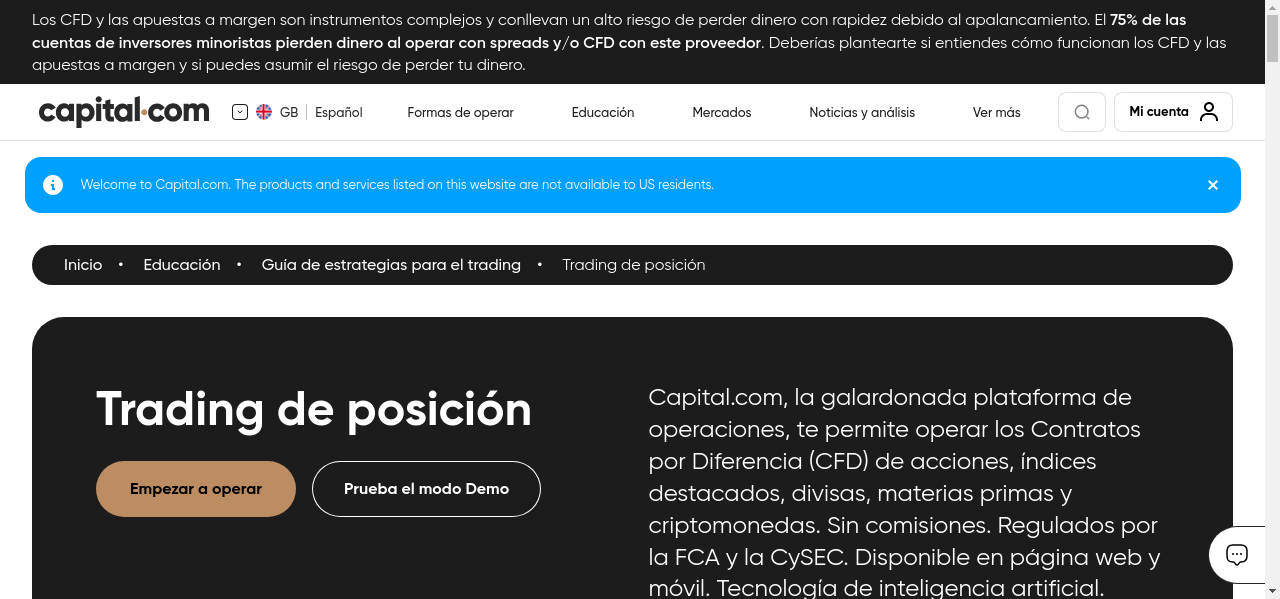 Los CFD y las apuestas a margen son instrumentos complejos y conllevan un alto riesgo de perder dinero con rapidez debido al apalancamiento. El 75% de las
cuentas de inversores minoristas pierden dinero al operar con spreads y/o CFD con este proveedor. Deberías plantearte si entiendes cómo funcionan los CFD y las
apuestas a margen y si puedes asumir el riesgo de perder tu dinero.
capital.com GB Español Formas de operar Educación Mercados Noticias y análisis Ver más Mi cuenta
Welcome to Capital.com. The products and services listed on this website are not available to US residents.
Inicio • Educación • Guía de estrategias para el trading • Trading de posición
Trading de posición
Empezar a operar Prueba el modo Demo
Capital.com, la galardonada plataforma de
operaciones, te permite operar los Contratos
por Diferencia (CFD) de acciones, índices
destacados, divisas, materias primas y
criptomonedas. Sin comisiones. Regulados por
la FCA y la CySEC. Disponible en página web y
móvil. Tecnología de inteligencia artificial.